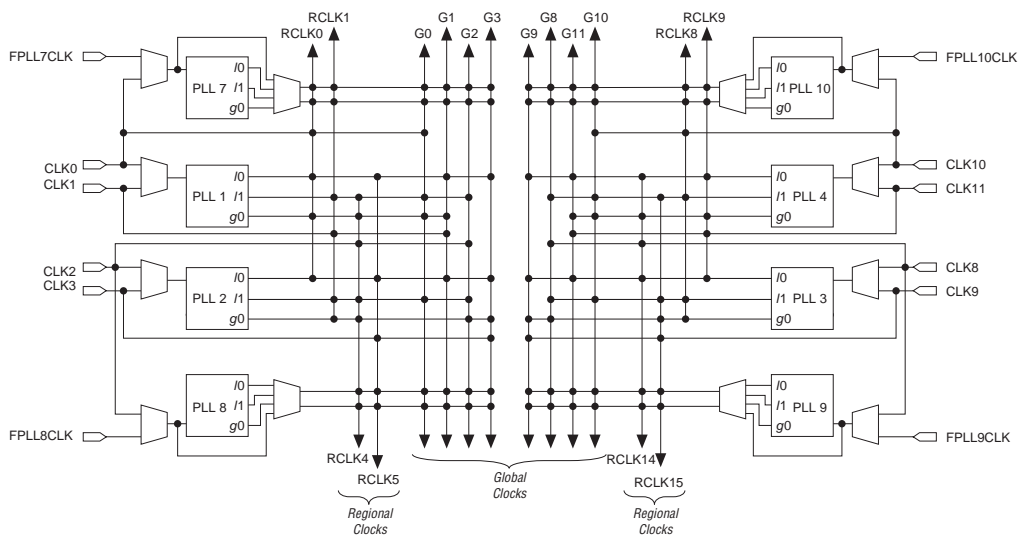 RCLK1 G1 G3 G8 G10 RCLK9
RCLK0 G0 G2 G9 G11 RCLK8
FPLL7CLK
PLL 7
l0
l1
g0
l0
l1 PLL 10
g0
FPLL10CLK
CLK0
CLK1
PLL 1
l0
l1
g0
l0
l1 PLL 4
g0
CLK10
CLK11
CLK2
CLK3
PLL 2
l0
l1
g0
l0
l1 PLL 3
g0
CLK8
CLK9
PLL 8
l0
l1
g0
l0
l1 PLL 9
g0
FPLL8CLK
FPLL9CLK
RCLK4
RCLK5
RCLK14
RCLK15
Global
Clocks
Regional
Clocks
Regional
Clocks